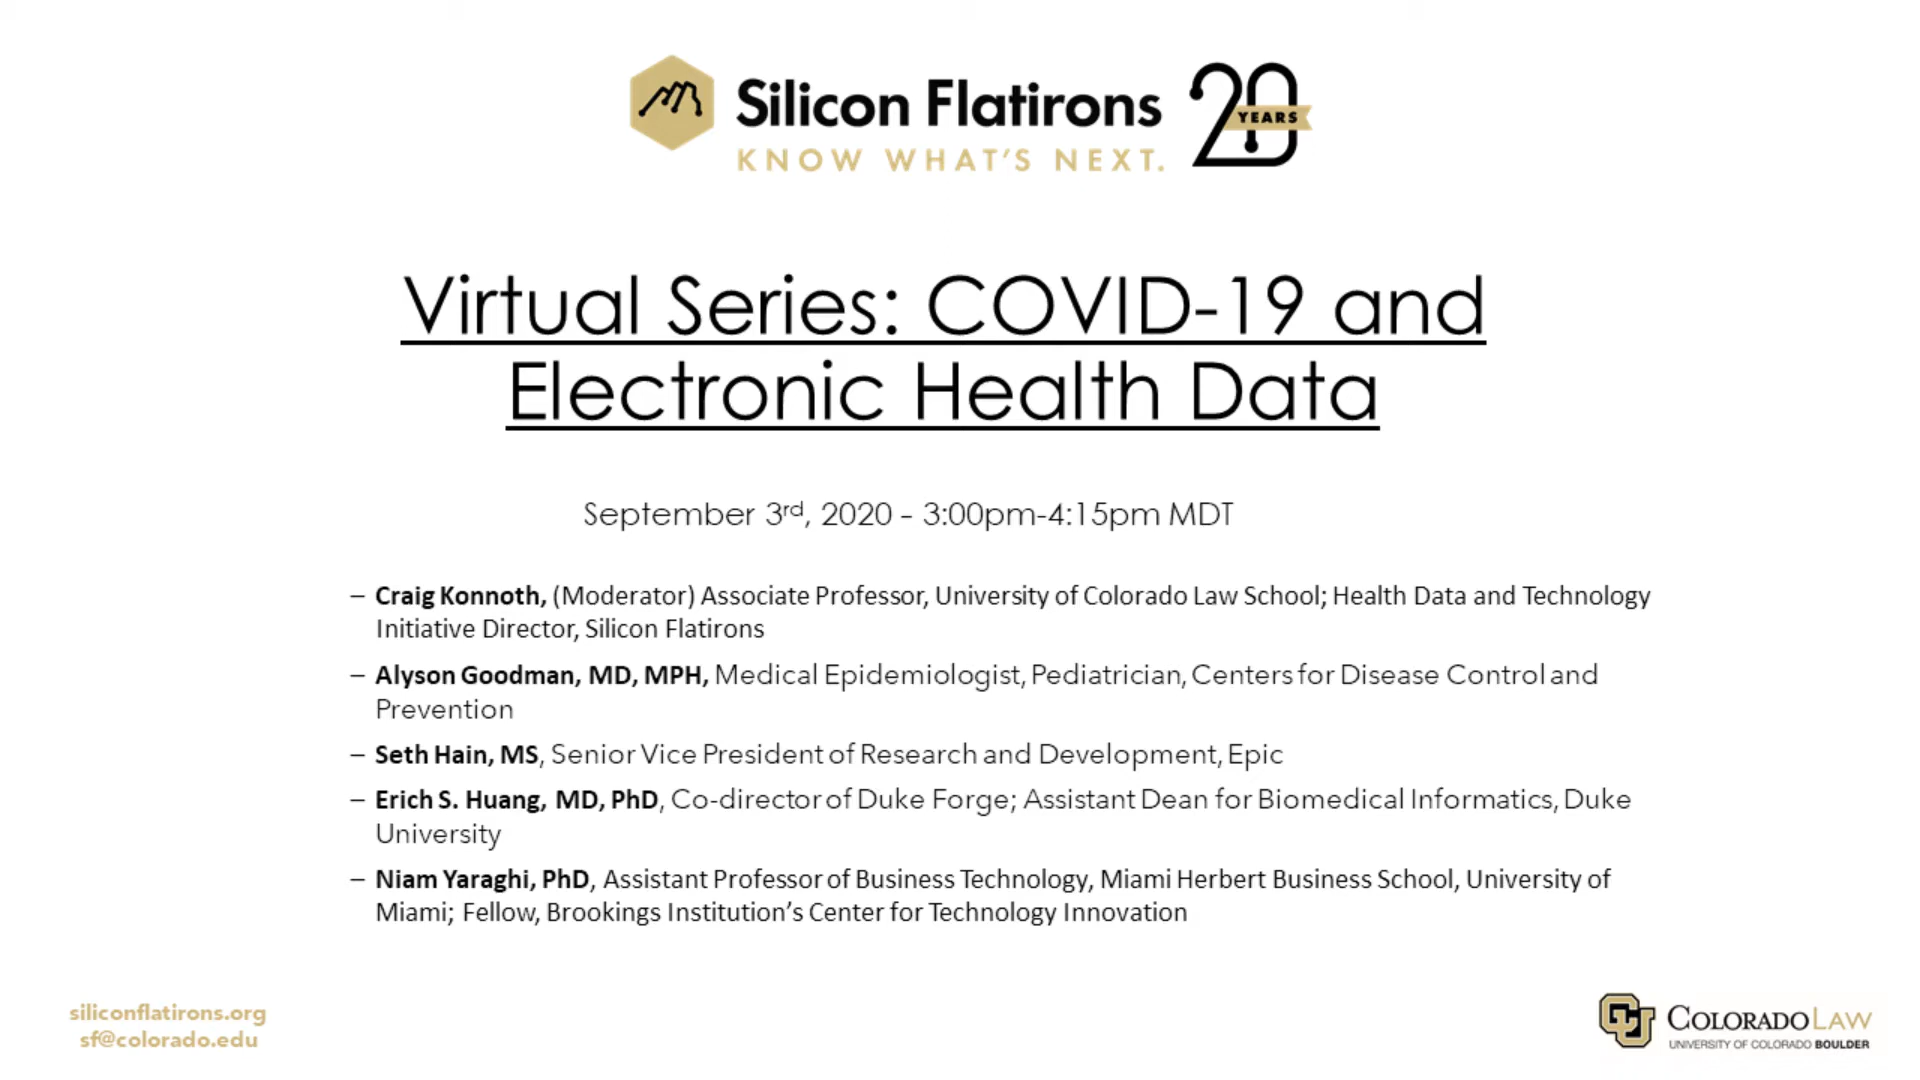 Silicon Flatirons
KNOW WHAT'S NEXT.
20
YEARS
Virtual Series: COVID-19 and
Electronic Health Data
September 3rd, 2020 – 3:00pm-4:15pm MDT
– Craig Konnoth, (Moderator) Associate Professor, University of Colorado Law School; Health Data and Technology
Initiative Director, Silicon Flatirons
– Alyson Goodman, MD, MPH, Medical Epidemiologist, Pediatrician, Centers for Disease Control and
Prevention
– Seth Hain, MS, Senior Vice President of Research and Development, Epic
– Erich S. Huang, MD, PhD, Co-director of Duke Forge; Assistant Dean for Biomedical Informatics, Duke
University
– Niam Yaraghi, PhD, Assistant Professor of Business Technology, Miami Herbert Business School, University of
Miami; Fellow, Brookings Institution’s Center for Technology Innovation
siliconflatirons.org
sf@colorado.edu
CU
COLORADO LAW
UNIVERSITY OF COLORADO BOULDER